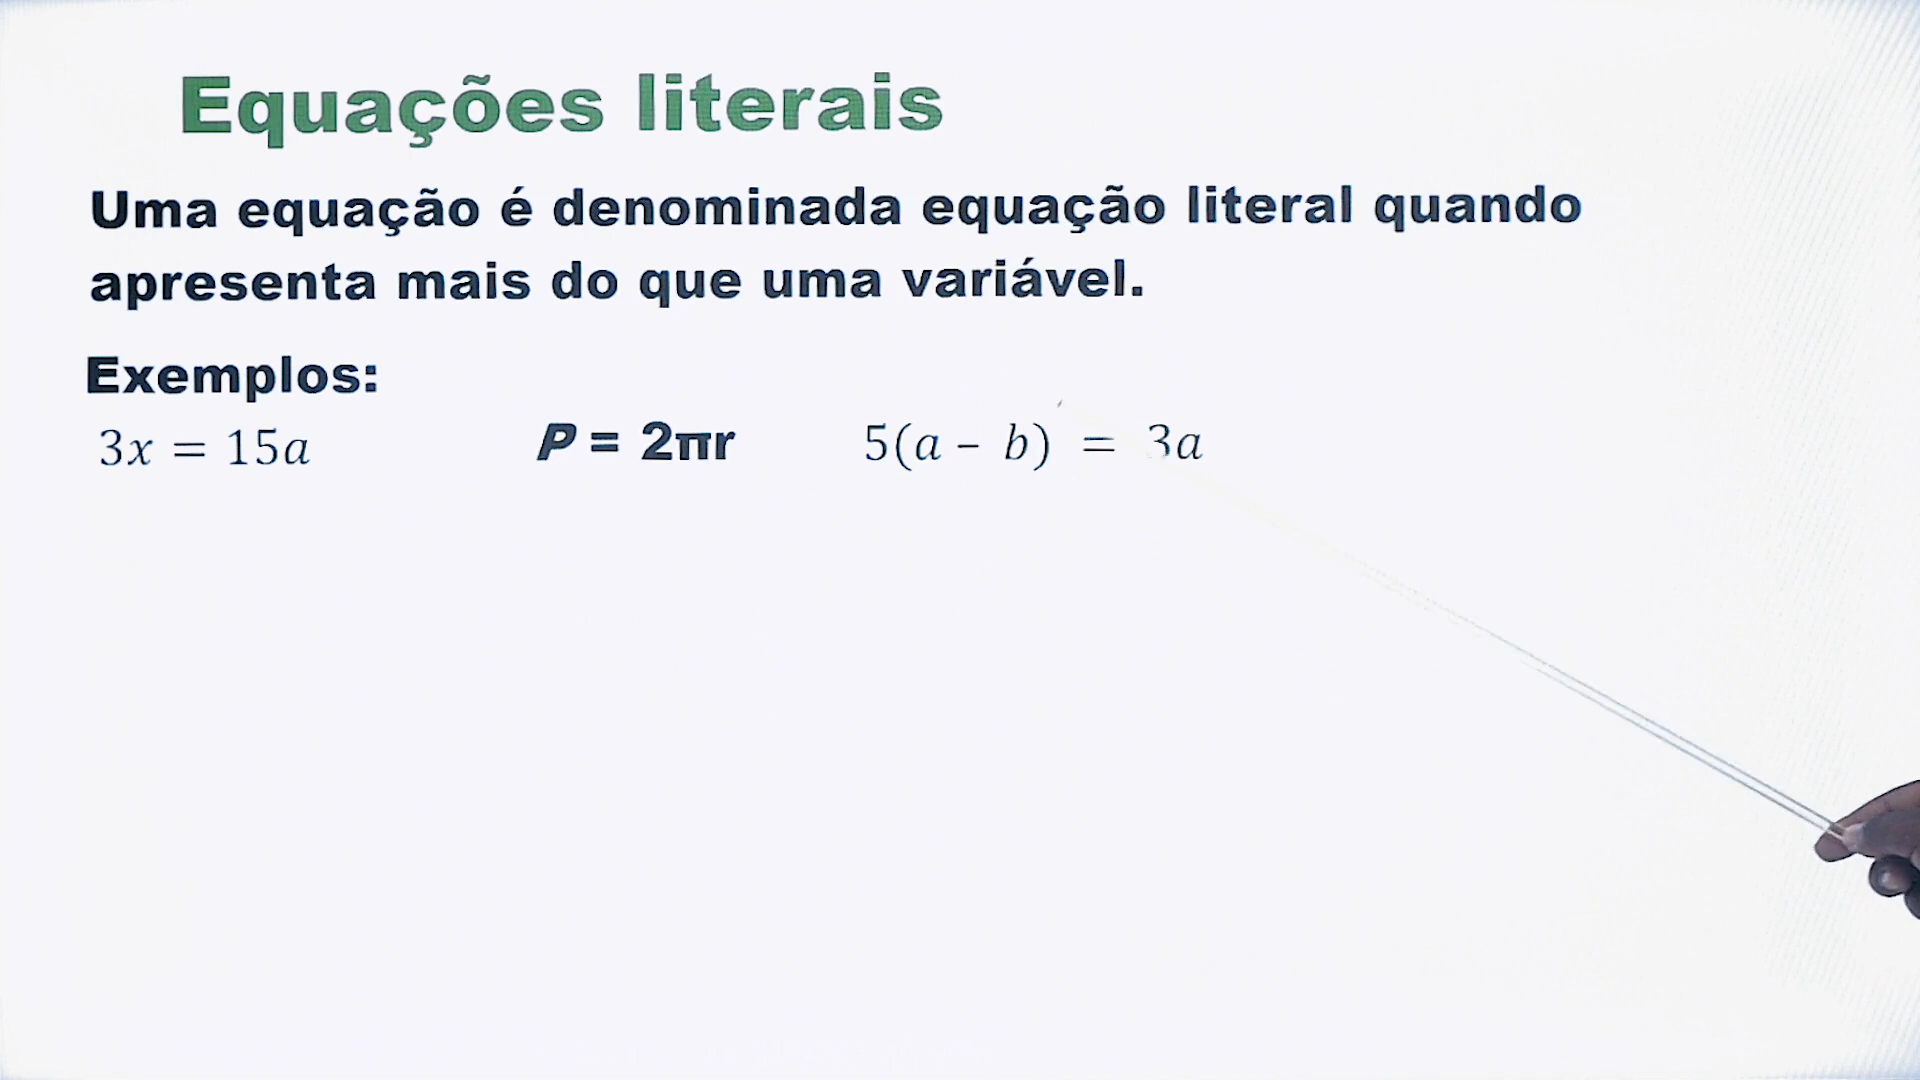 Equações literais
Uma equação é denominada equação literal quando
apresenta mais do que uma variável.
Exemplos:
3x = 15a P = 2πr 5(a – b) = 3a